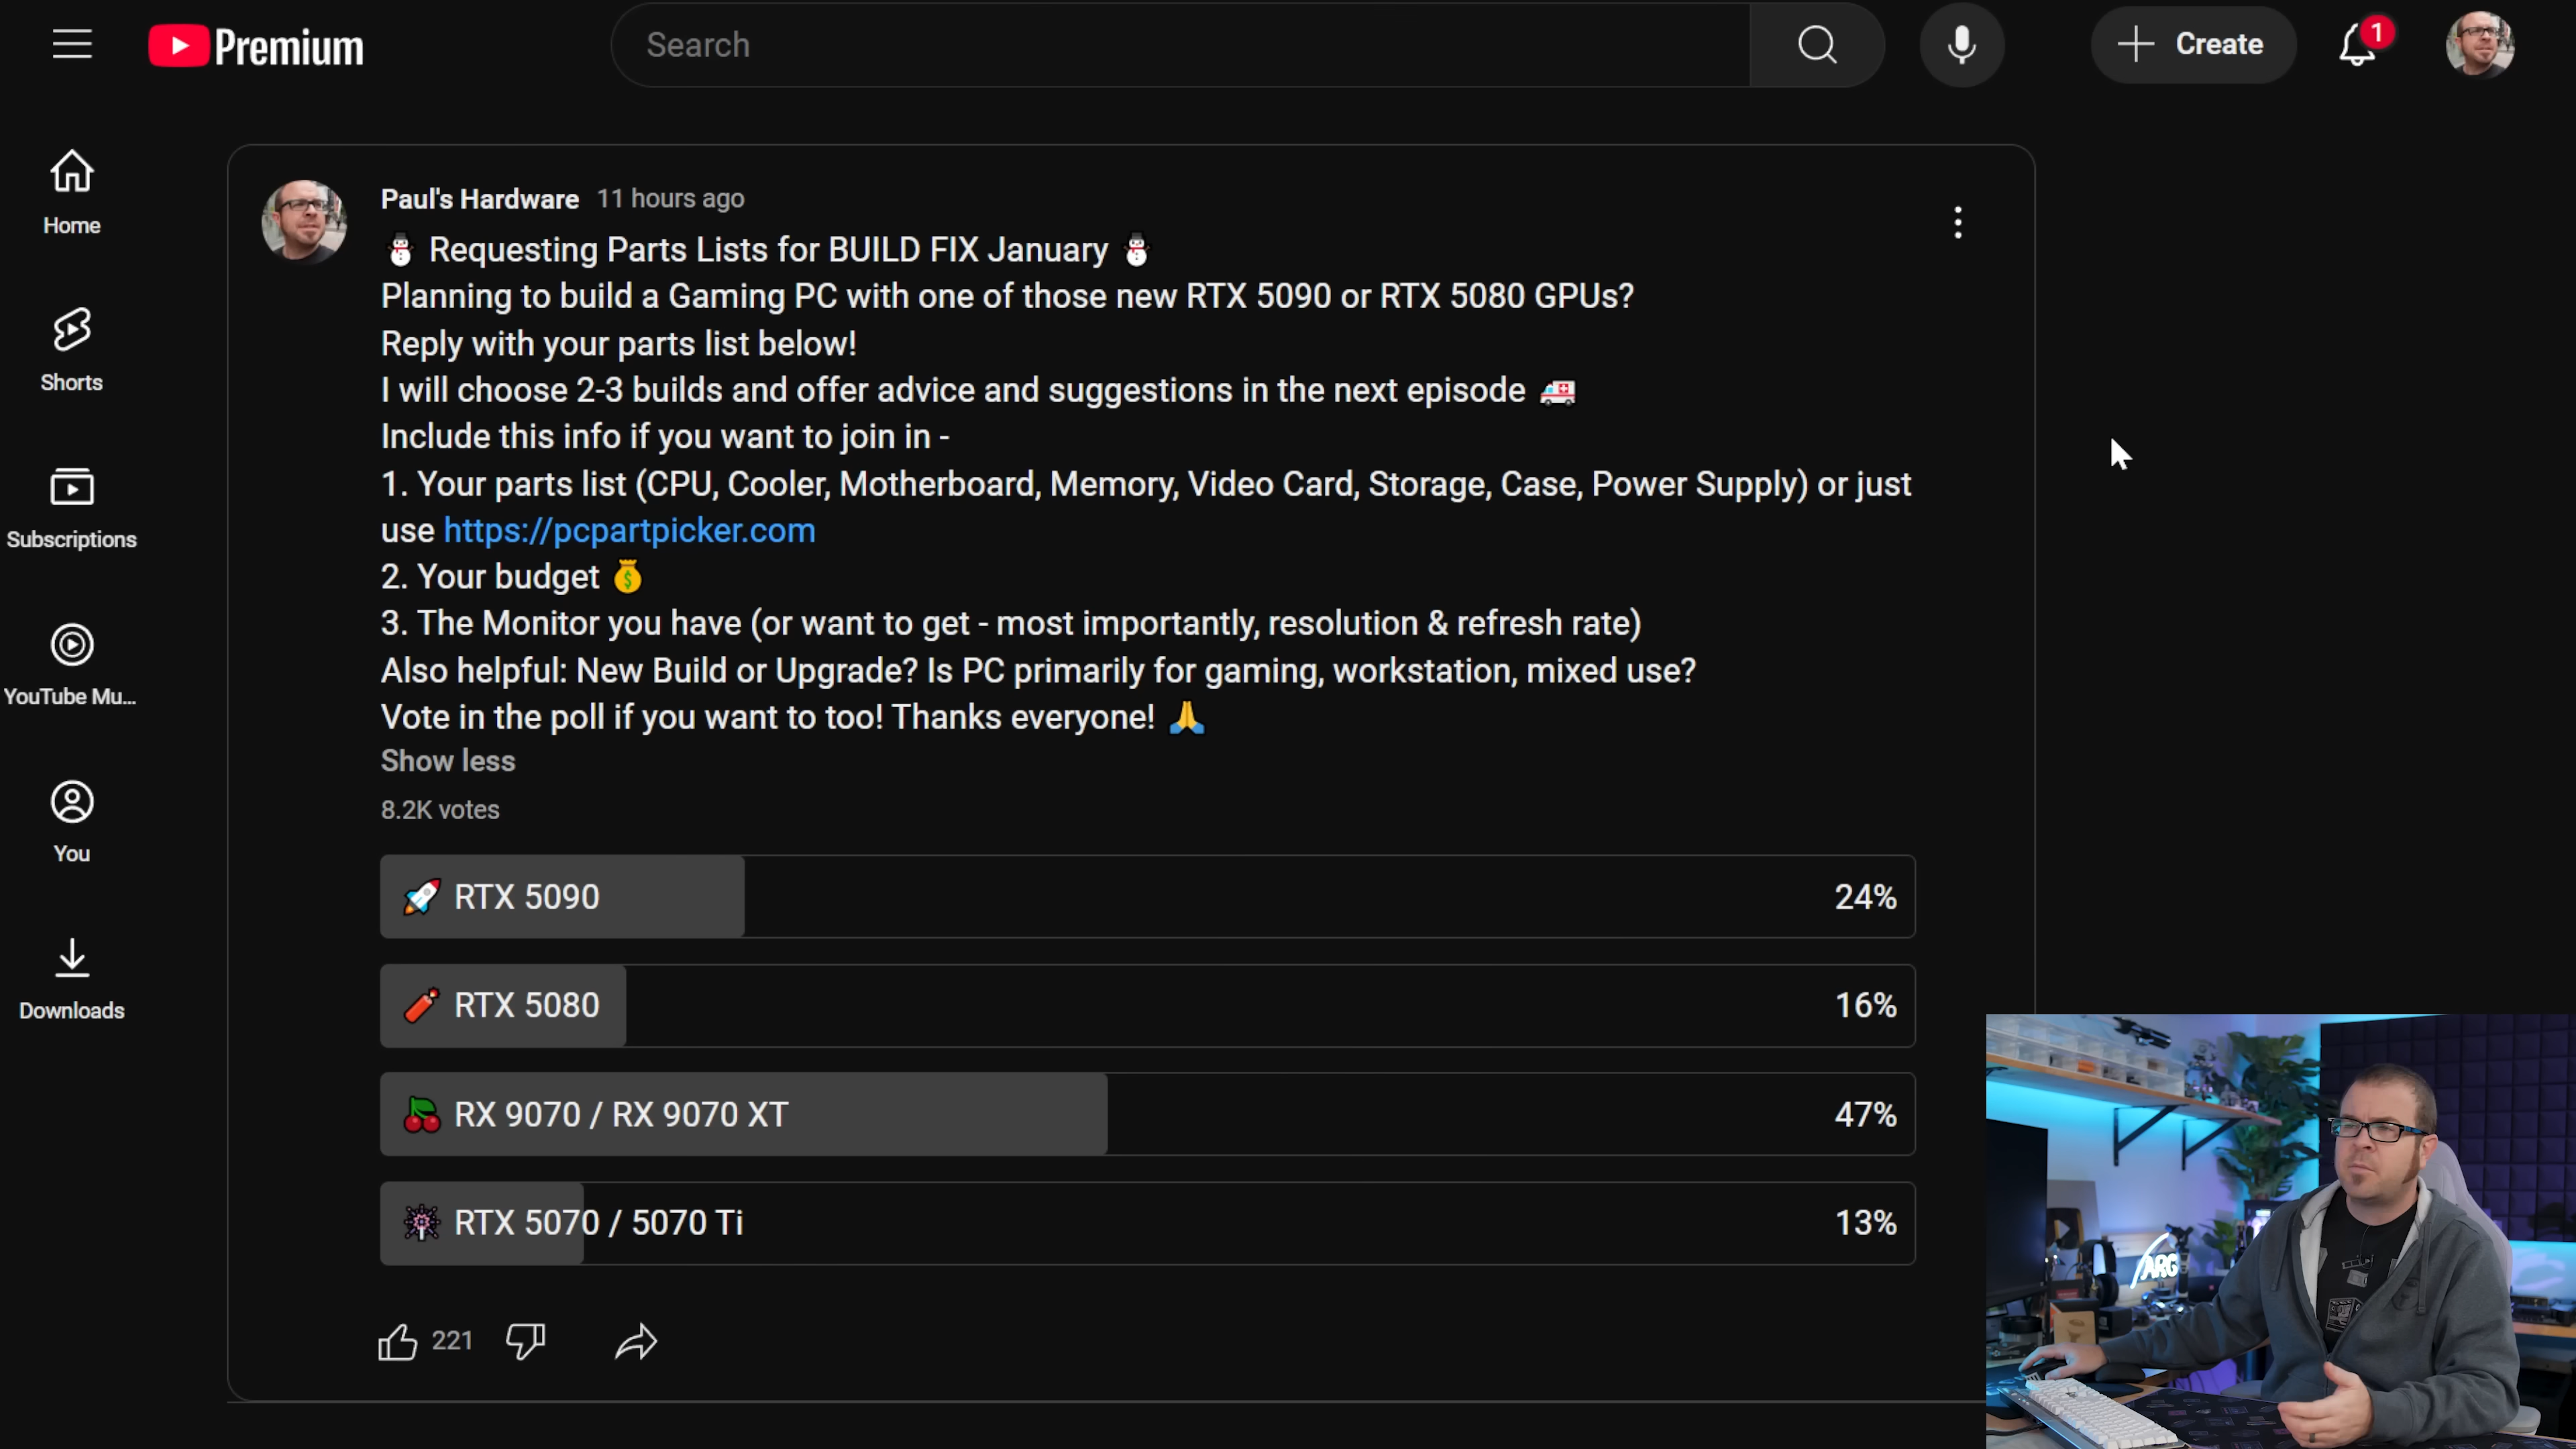 Premium
Search
Create
1
Home
Shorts
Subscriptions
YouTube Mu...
You
Downloads
Paul's Hardware 11 hours ago
Requesting Parts Lists for BUILD FIX January
Planning to build a Gaming PC with one of those new RTX 5090 or RTX 5080 GPUs?
Reply with your parts list below!
I will choose 2-3 builds and offer advice and suggestions in the next episode
Include this info if you want to join in -
1. Your parts list (CPU, Cooler, Motherboard, Memory, Video Card, Storage, Case, Power Supply) or just
use https://pcpartpicker.com
2. Your budget
3. The Monitor you have (or want to get - most importantly, resolution & refresh rate)
Also helpful: New Build or Upgrade? Is PC primarily for gaming, workstation, mixed use?
Vote in the poll if you want to too! Thanks everyone!
Show less
8.2K votes
RTX 5090 24%
RTX 5080 16%
RX 9070 / RX 9070 XT 47%
RTX 5070 / 5070 Ti 13%
221
ARG